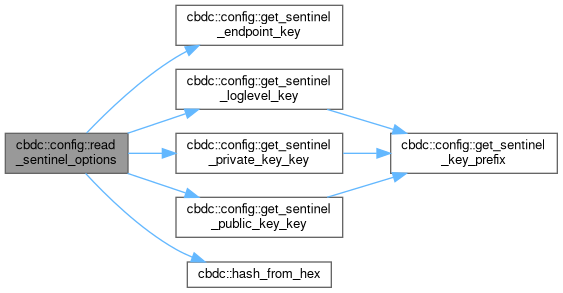 cbdc::config::get_sentinel
_endpoint_key
cbdc::config::get_sentinel
_loglevel_key
cbdc::config::read
_sentinel_options
cbdc::config::get_sentinel
_private_key_key
cbdc::config::get_sentinel
_key_prefix
cbdc::config::get_sentinel
_public_key_key
cbdc::hash_from_hex